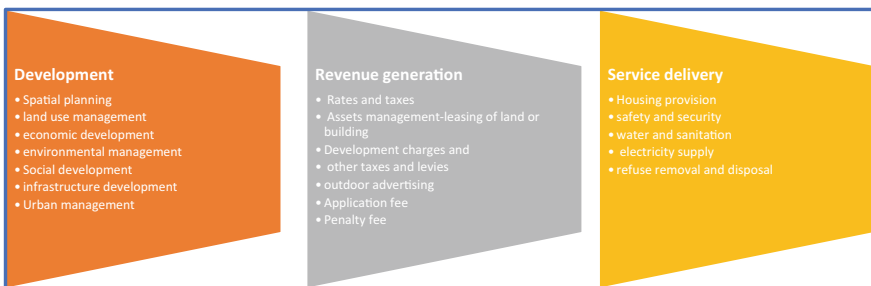 Development
• Spatial planning
• land use management
• economic development
• environmental management
• Social development
• infrastructure development
• Urban management
Revenue generation
• Rates and taxes
• Assets management-leasing of land or
building
• Development charges and
• other taxes and levies
• outdoor advertising
• Application fee
• Penalty fee
Service delivery
• Housing provision
• safety and security
• water and sanitation
• electricity supply
• refuse removal and disposal